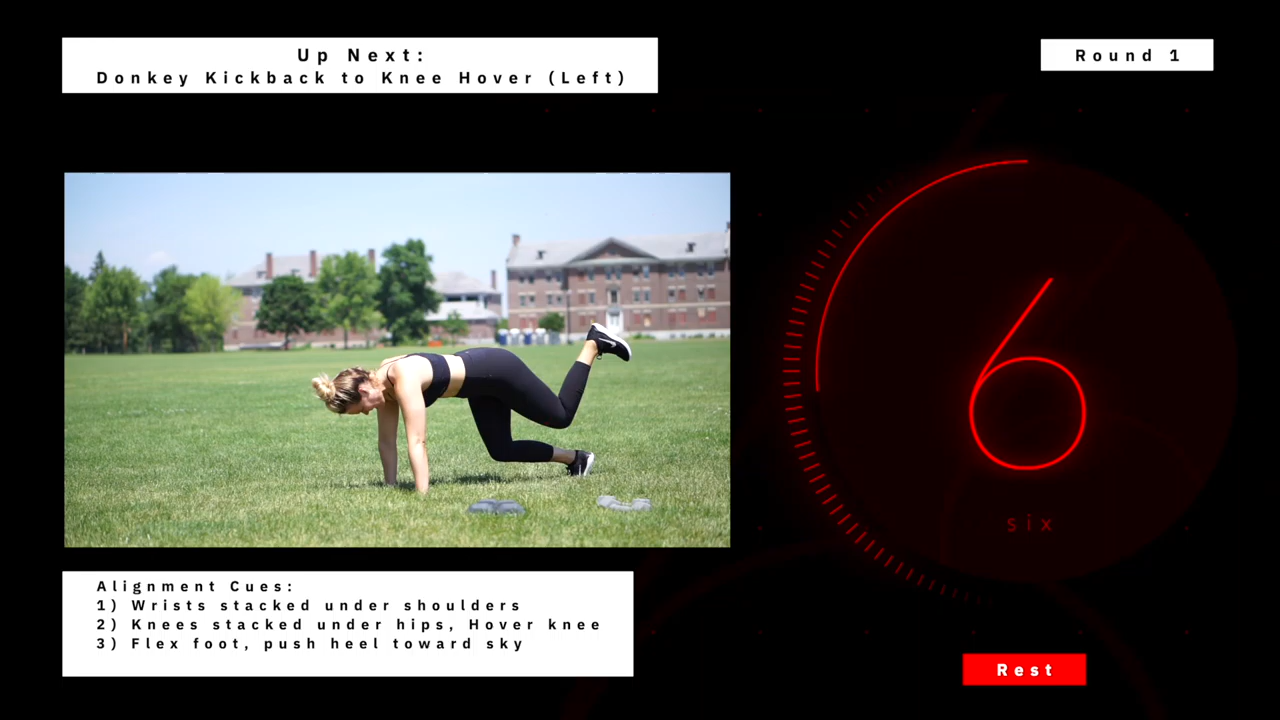 Up Next:
Donkey Kickback to Knee Hover (Left)
Round 1
6
six
Alignment Cues:
1) Wrists stacked under shoulders
2) Knees stacked under hips, Hover knee
3) Flex foot, push heel toward sky
Rest